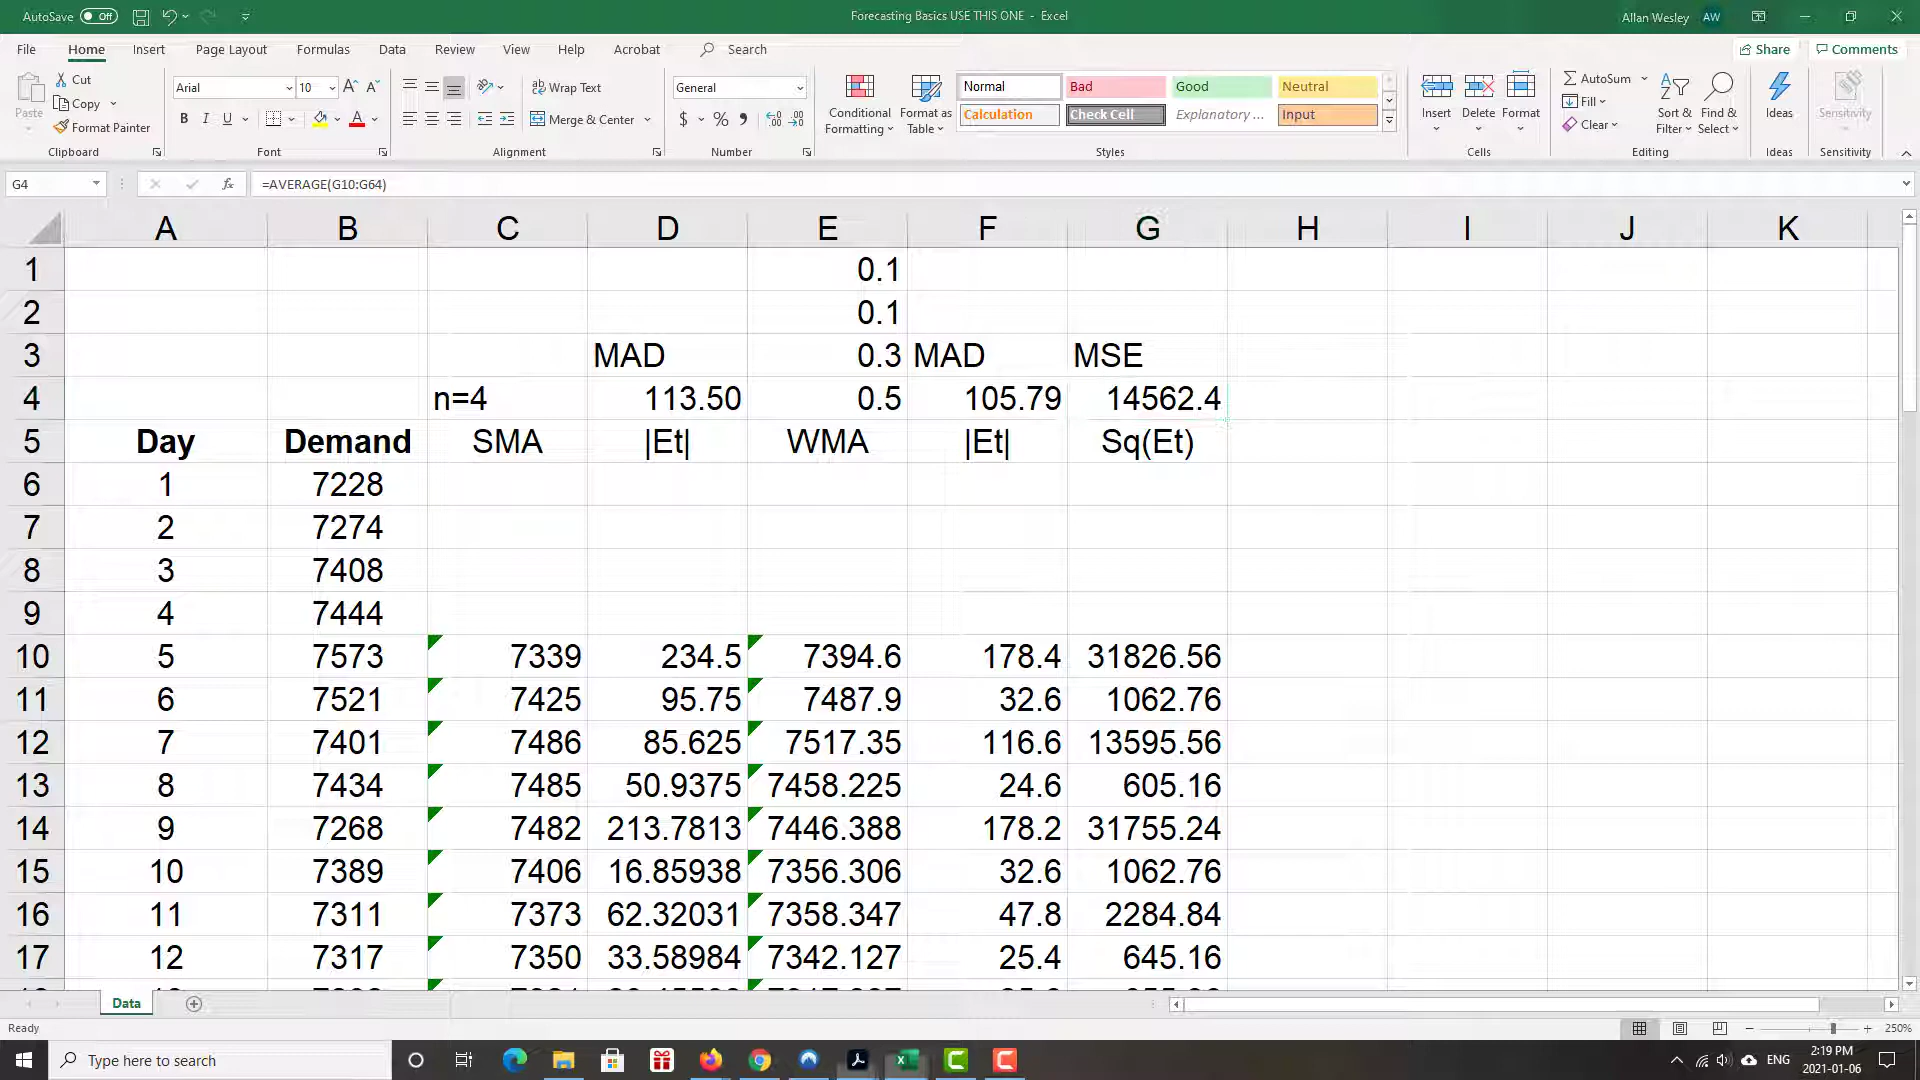 AutoSave Off
Forecasting Basics USE THIS ONE - Excel
Allan Wesley AW
File Home Insert Page Layout Formulas Data Review View Help Acrobat Search
Share Comments
Paste
Cut
Copy
Format Painter
Clipboard
Arial 10
B I U
Font
Wrap Text
Merge & Center
Alignment
General
$ % ,
Number
Conditional Formatting
Format as Table
Normal Bad Good Neutral
Calculation Check Cell Explanatory ... Input
Styles
Insert Delete Format
Cells
AutoSum
Fill
Clear
Sort & Filter
Find & Select
Editing
Ideas
Ideas
Sensitivity
Sensitivity
G4 fx =AVERAGE(G10:G64)
A B C D E F G H I J K
1 0.1
2 0.1
3 MAD 0.3 MAD MSE
4 n=4 113.50 0.5 105.79 14562.4
5 Day Demand SMA |Et| WMA |Et| Sq(Et)
6 1 7228
7 2 7274
8 3 7408
9 4 7444
10 5 7573 7339 234.5 7394.6 178.4 31826.56
11 6 7521 7425 95.75 7487.9 32.6 1062.76
12 7 7401 7486 85.625 7517.35 116.6 13595.56
13 8 7434 7485 50.9375 7458.225 24.6 605.16
14 9 7268 7482 213.7813 7446.388 178.2 31755.24
15 10 7389 7406 16.85938 7356.306 32.6 1062.76
16 11 7311 7373 62.32031 7358.347 47.8 2284.84
17 12 7317 7350 33.58984 7342.127 25.4 645.16
Data
Ready
250%
Type here to search
ENG
2:19 PM
2021-01-06